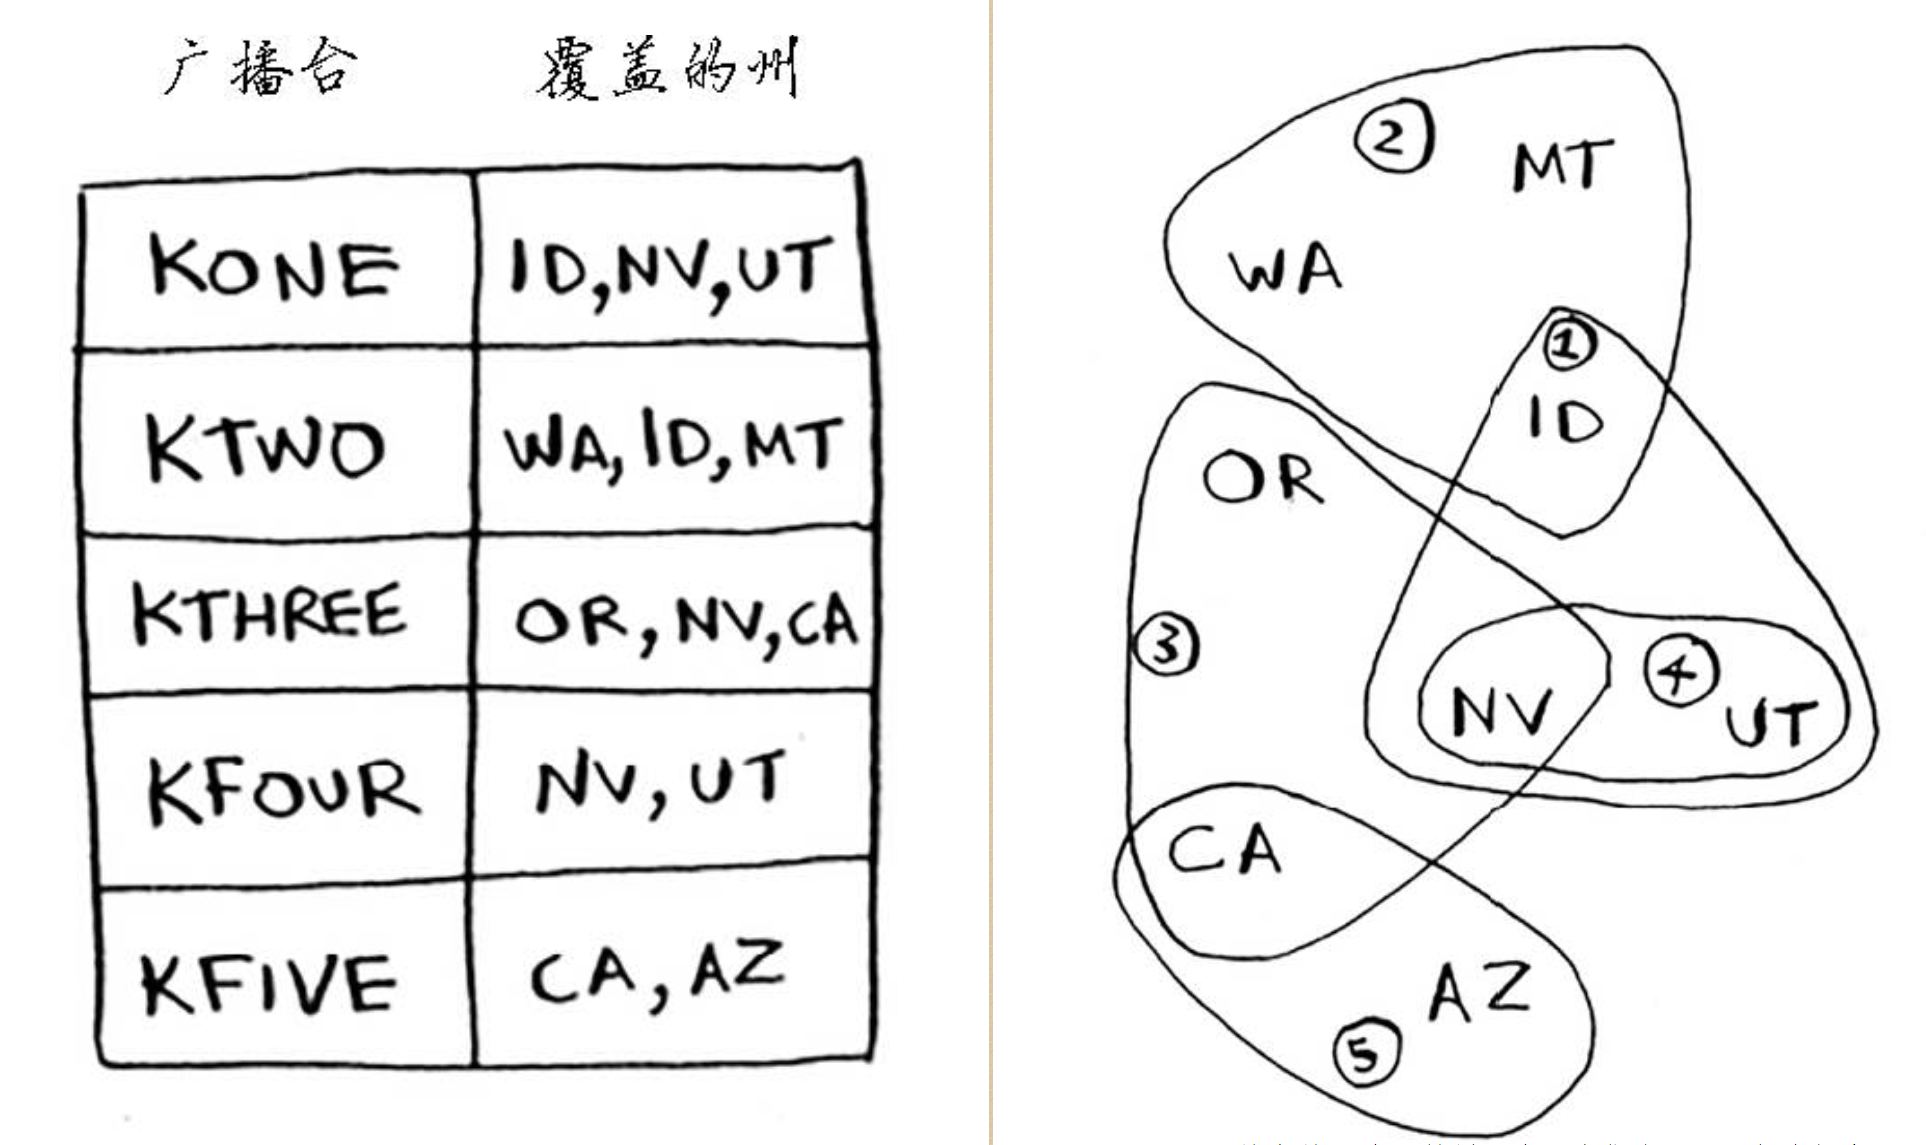 广播台 覆盖的州
KONE ID,NV,UT
KTWO WA,ID,MT
KTHREE OR,NV,CA
KFOUR NV,UT
KFIVE CA,AZ
2 MT
WA
1
ID
OR
3
4
NV UT
CA
AZ
5